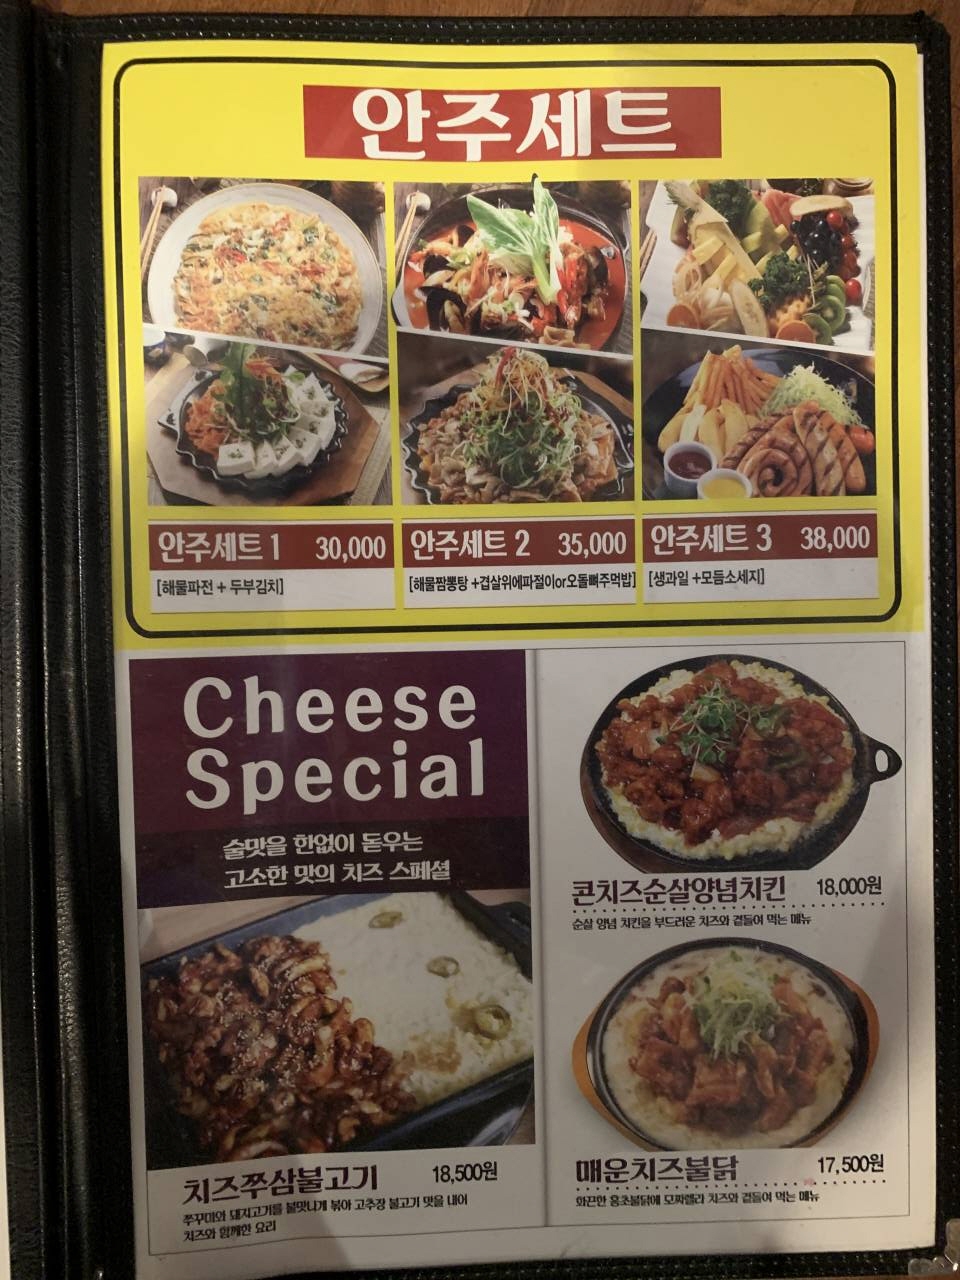 안주세트
안주세트 1 30,000
[해물파전 + 두부김치]
안주세트 2 35,000
[해물짬뽕탕 +겹살위에파절이or오돌뼈주먹밥]
안주세트 3 38,000
[생과일 +모듬소세지]
Cheese
Special
술맛을 한없이 돋우는
고소한 맛의 치즈 스페셜
콘치즈순살양념치킨 18,000원
순살 양념 치킨을 부드러운 치즈와 곁들여 먹는 메뉴
치즈쭈삼불고기 18,500원
쭈꾸미와 돼지고기를 불맛나게 볶아 고추장 불고기 맛을 내어
치즈와 함께한 요리
매운치즈불닭 17,500원
화끈한 홍초불닭에 모짜렐라 치즈와 곁들여 먹는 메뉴